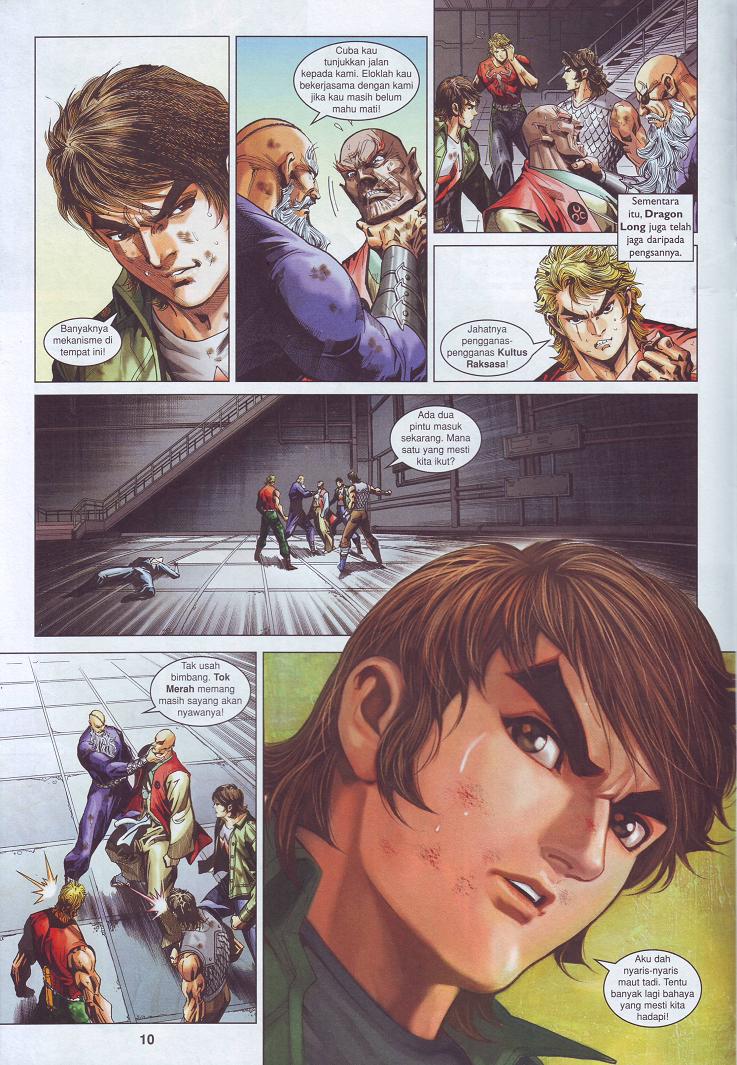 Banyaknya
mekanisme di
tempat ini!
Cuba kau
tunjukkan jalan
kepada kami. Eloklah kau
bekerjasama dengan kami
jika kau masih belum
mahu mati!
Sementara
itu, Dragon
Long juga telah
jaga daripada
pengsannya.
Jahatnya
pengganas-
pengganas Kultus
Raksasa!
Ada dua
pintu masuk
sekarang. Mana
satu yang mesti
kita ikut?
Tak usah
bimbang. Tok
Merah memang
masih sayang akan
nyawanya!
Aku dah
nyaris-nyaris
maut tadi. Tentu
banyak lagi bahaya
yang mesti kita
hadapi!
10